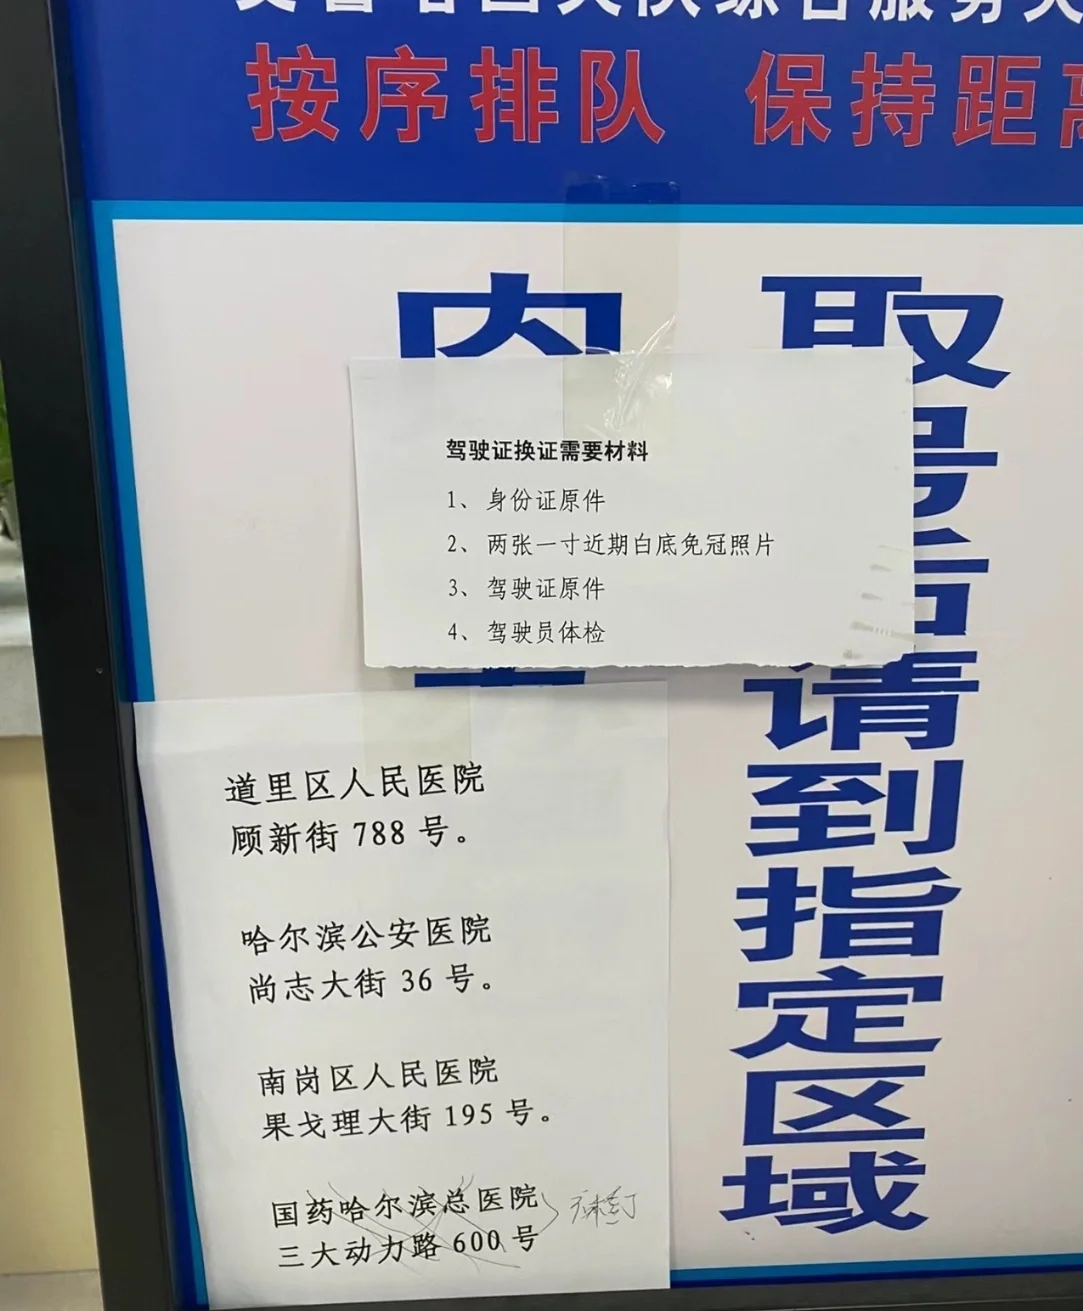 按序排队 保持距离
取号后请到指定区域
内
驾驶证换证需要材料
1、身份证原件
2、两张一寸近期白底免冠照片
3、驾驶证原件
4、驾驶员体检
道里区人民医院
顾新街 788 号。
哈尔滨公安医院
尚志大街 36 号。
南岗区人民医院
果戈理大街 195 号。
国药哈尔滨总医院
三大动力路 600 号